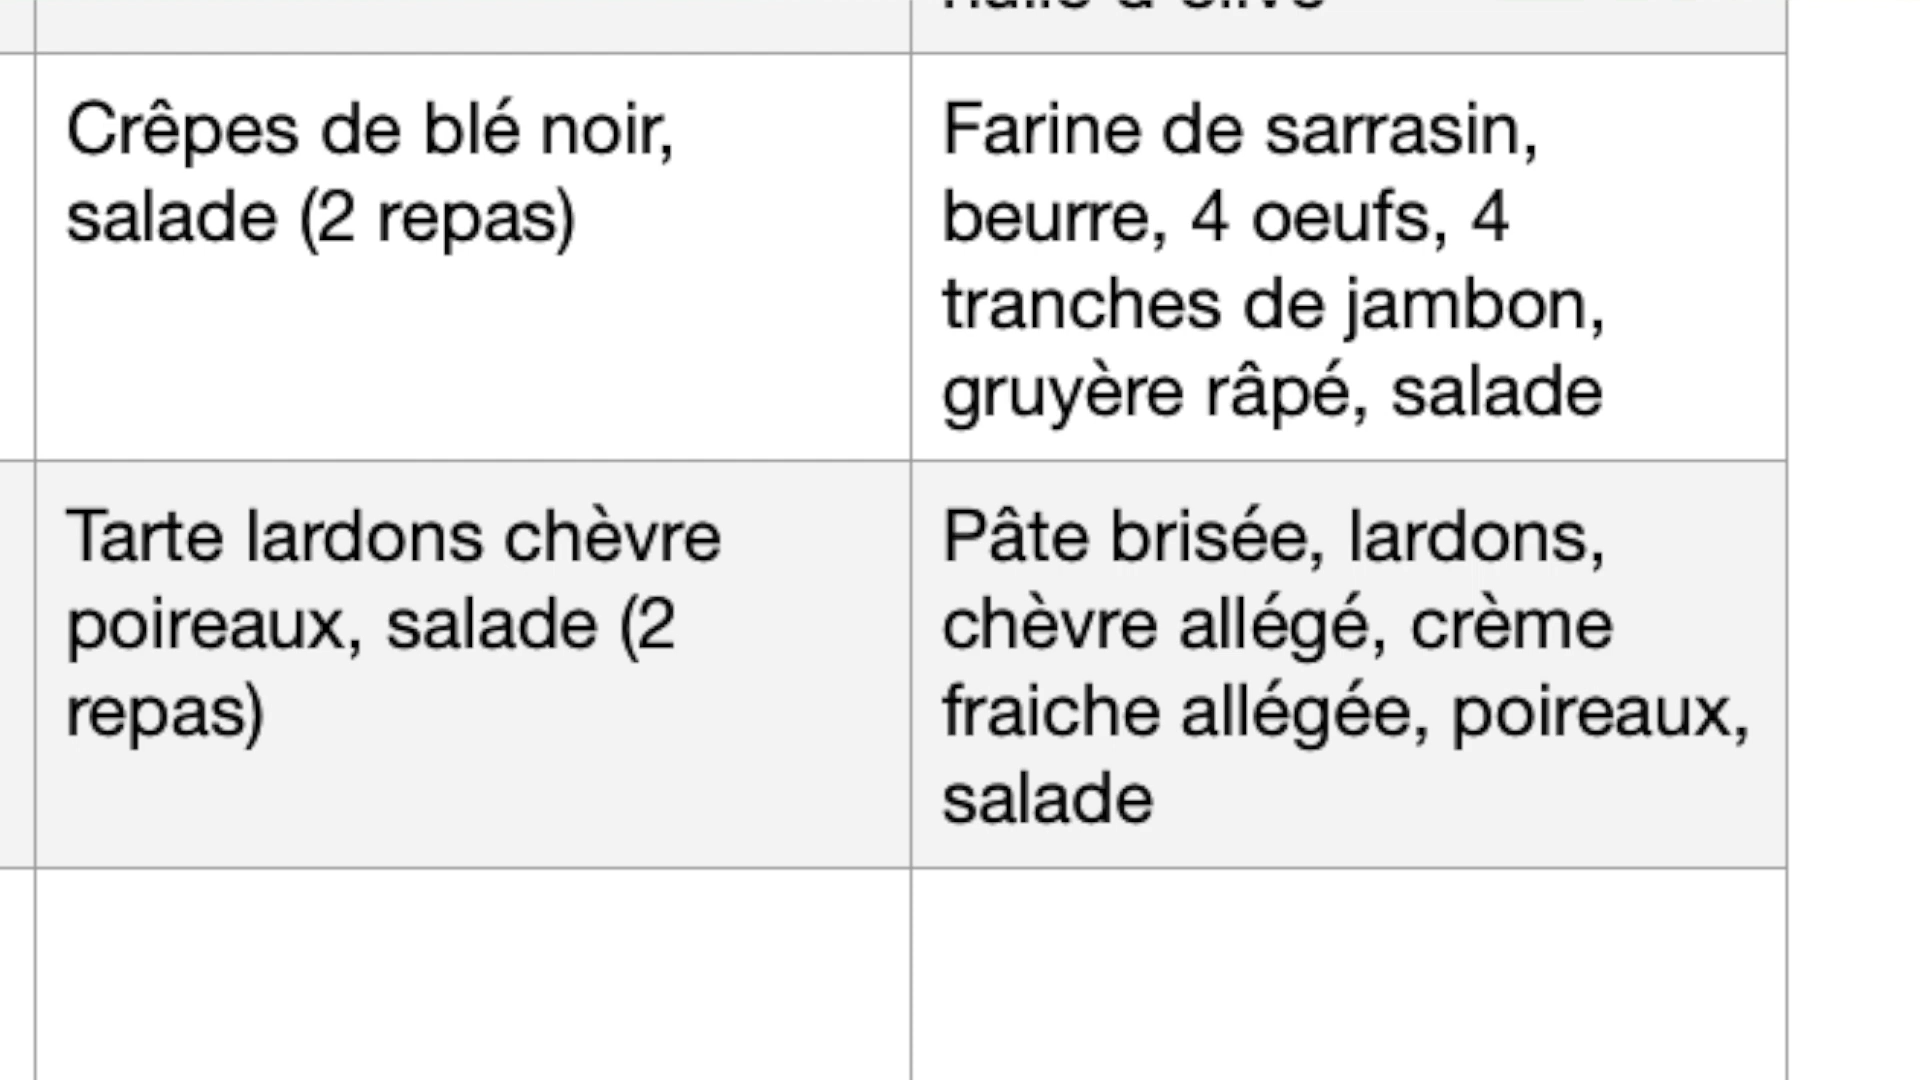 Crêpes de blé noir,
salade (2 repas)
Farine de sarrasin,
beurre, 4 oeufs, 4
tranches de jambon,
gruyère râpé, salade
Tarte lardons chèvre
poireaux, salade (2
repas)
Pâte brisée, lardons,
chèvre allégé, crème
fraiche allégée, poireaux,
salade